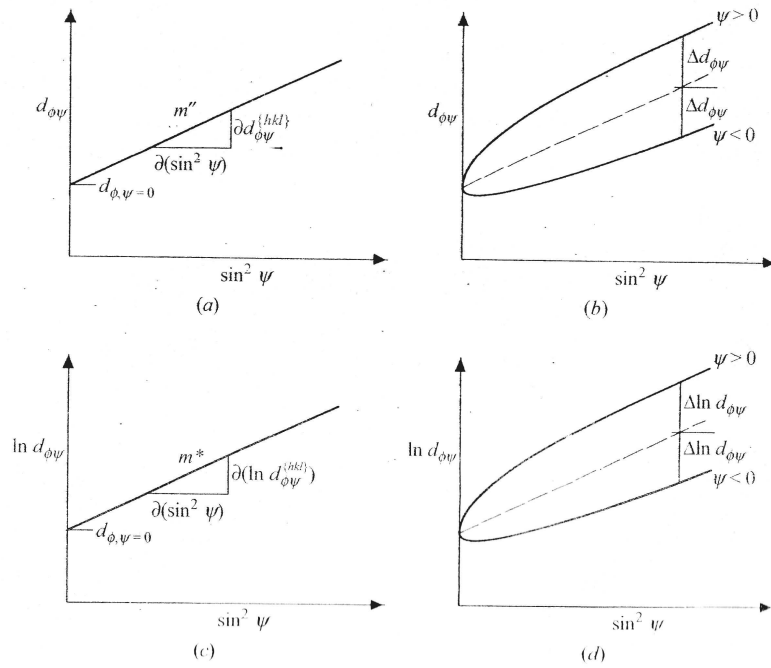 d_{ϕψ}
m″
∂d_{ϕψ}^{{hkl}}
∂(sin² ψ)
d_{ϕ, ψ=0}
sin² ψ
(a)
ψ > 0
d_{ϕψ}
Δd_{ϕψ}
Δd_{ϕψ}
ψ < 0
sin² ψ
(b)
ln d_{ϕψ}
m*
∂(ln d_{ϕψ}^{{hkl}})
∂(sin² ψ)
d_{ϕ, ψ=0}
sin² ψ
(c)
ψ > 0
ln d_{ϕψ}
Δln d_{ϕψ}
Δln d_{ϕψ}
ψ < 0
sin² ψ
(d)